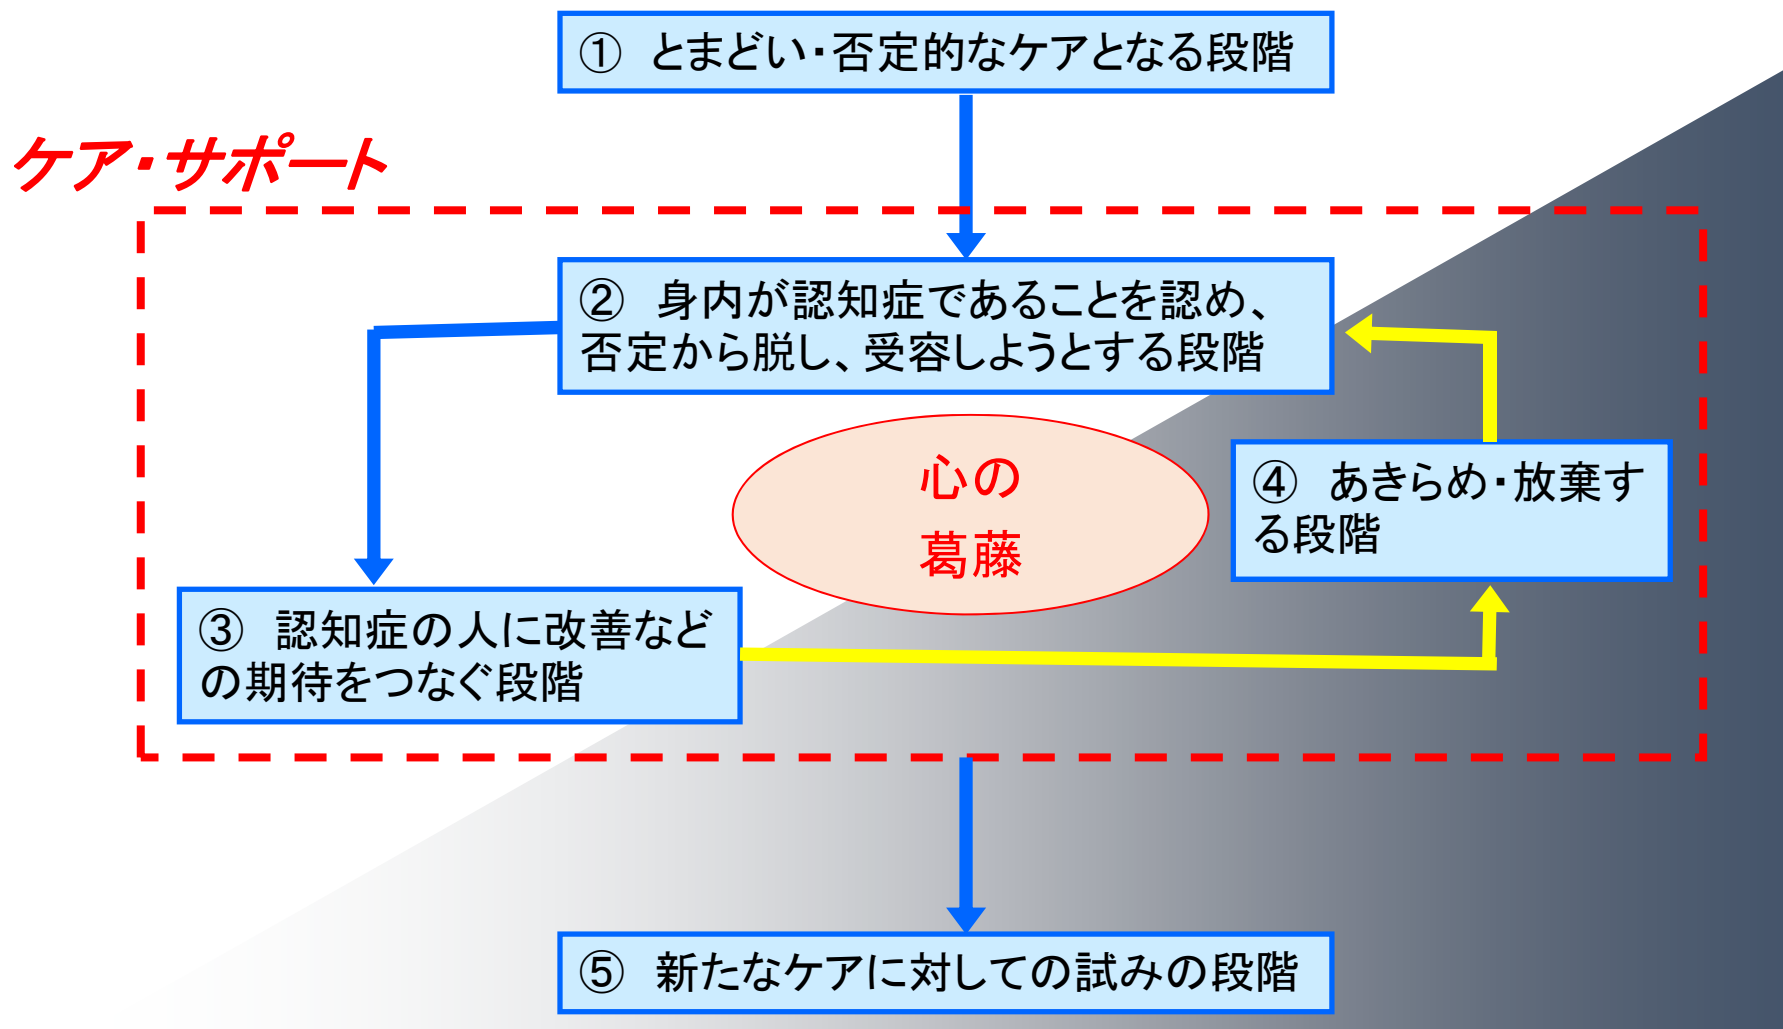 ① とまどい・否定的なケアとなる段階
ケア・サポート
② 身内が認知症であることを認め、
否定から脱し、受容しようとする段階
心の
葛藤
④ あきらめ・放棄す
る段階
③ 認知症の人に改善など
の期待をつなぐ段階
⑤ 新たなケアに対しての試みの段階